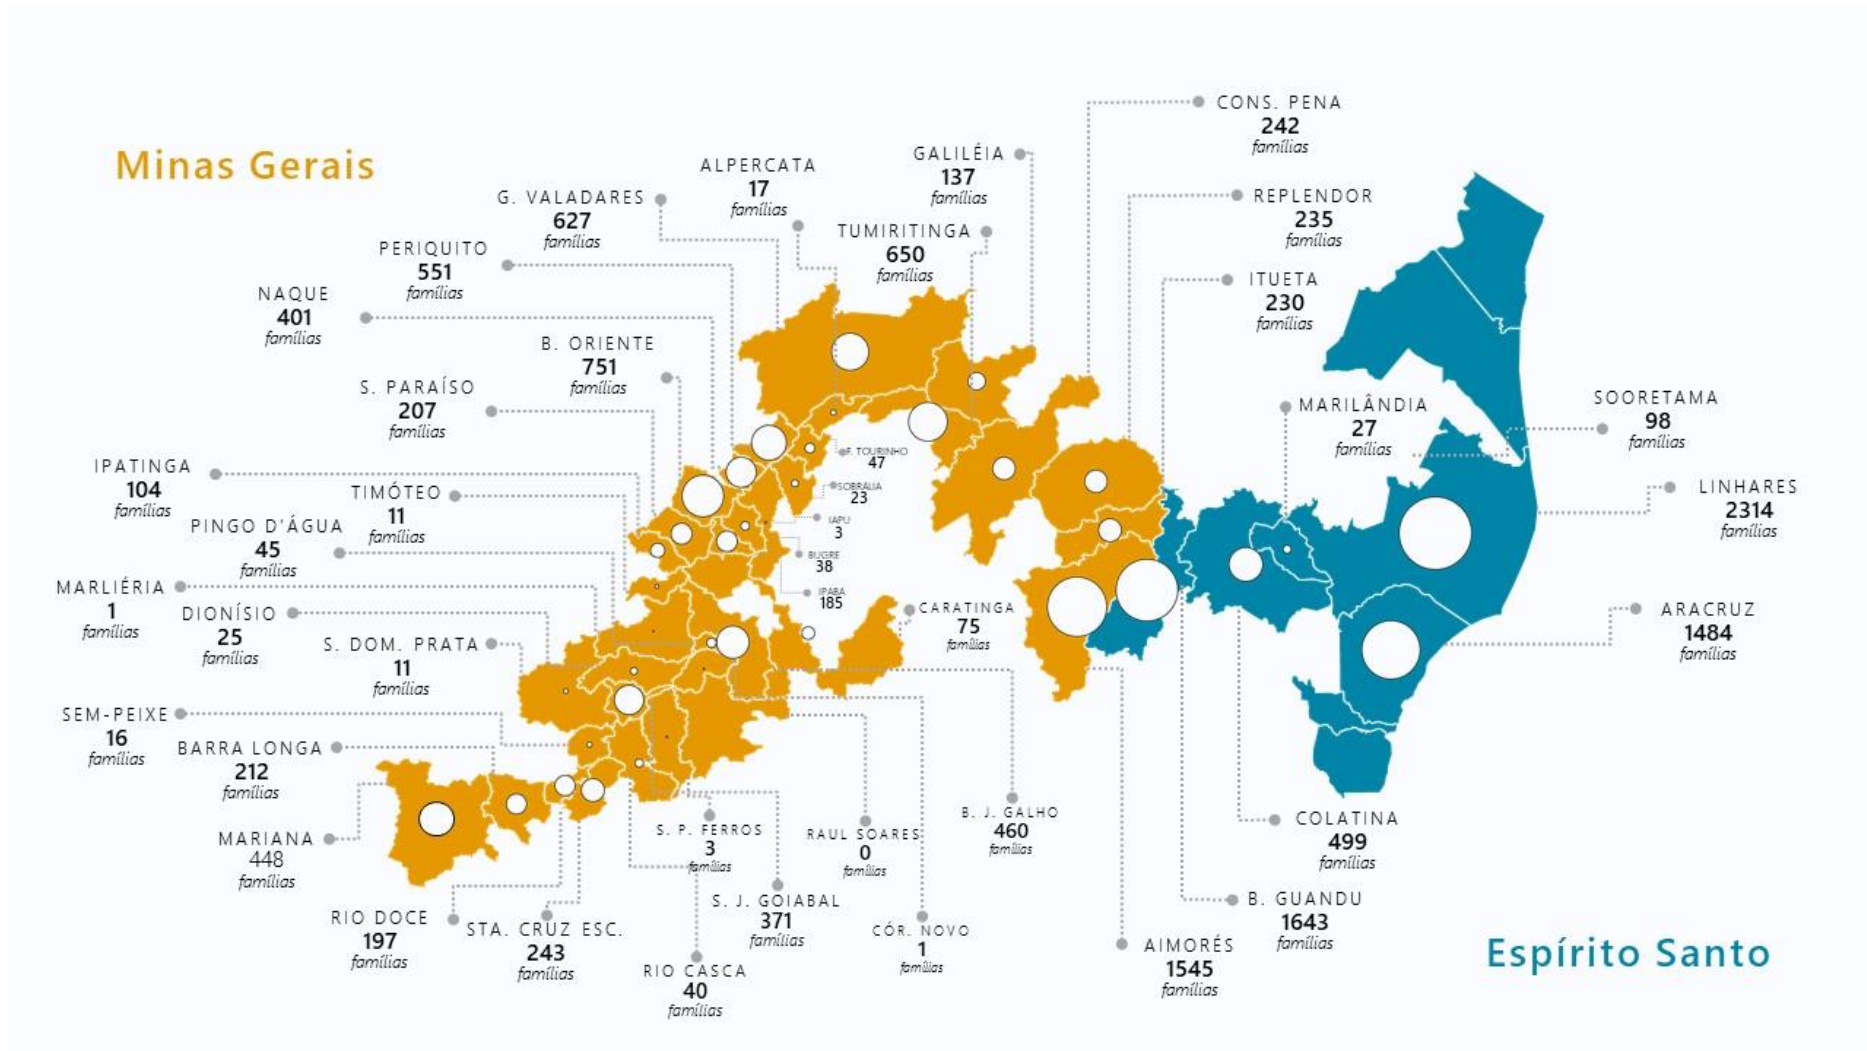 Minas Gerais
CONS. PENA
242
famílias
GALILÉIA
137
famílias
ALPERCATA
17
famílias
G. VALADARES
627
famílias
REPLENDOR
235
famílias
TUMIRITINGA
650
famílias
PERIQUITO
551
famílias
ITUETA
230
famílias
NAQUE
401
famílias
B. ORIENTE
751
famílias
S. PARAÍSO
207
famílias
MARILÂNDIA
27
famílias
SOORETAMA
98
famílias
F. TOURINHO
47
IPATINGA
104
famílias
TIMÓTEO
11
famílias
SOBRÁLIA
23
LINHARES
2314
famílias
PINGO D'ÁGUA
45
famílias
IAPU
3
BUGRE
38
MARLIÉRIA
1
famílias
IPABA
185
DIONÍSIO
25
famílias
CARATINGA
75
famílias
ARACRUZ
1484
famílias
S. DOM. PRATA
11
famílias
SEM-PEIXE
16
famílias
BARRA LONGA
212
famílias
MARIANA
448
famílias
S. P. FERROS
3
famílias
RAUL SOARES
0
famílias
B. J. GALHO
460
famílias
COLATINA
499
famílias
S. J. GOIABAL
371
famílias
B. GUANDU
1643
famílias
RIO DOCE
197
famílias
STA. CRUZ ESC.
243
famílias
CÓR. NOVO
1
famílias
AIMORÉS
1545
famílias
RIO CASCA
40
famílias
Espírito Santo